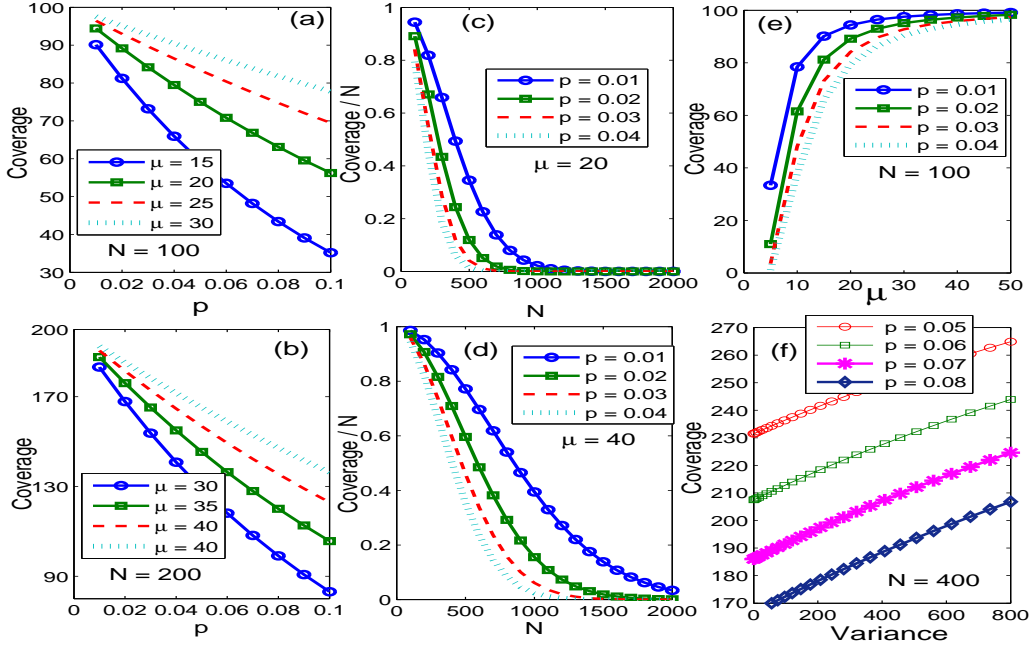 (a)
100
90
80
70
60
50
40
30
Coverage
μ = 15
μ = 20
μ = 25
μ = 30
N = 100
0 0.02 0.04 0.06 0.08 0.1
p
(c)
1
0.8
0.6
0.4
0.2
0
Coverage / N
p = 0.01
p = 0.02
p = 0.03
p = 0.04
μ = 20
0 500 1000 1500 2000
N
(e)
100
80
60
40
20
0
Coverage
p = 0.01
p = 0.02
p = 0.03
p = 0.04
N = 100
0 10 20 30 40 50
μ
(b)
200
170
130
90
Coverage
μ = 30
μ = 35
μ = 40
μ = 40
N = 200
0 0.02 0.04 0.06 0.08 0.1
p
(d)
1
0.8
0.6
0.4
0.2
0
Coverage / N
p = 0.01
p = 0.02
p = 0.03
p = 0.04
μ = 40
0 500 1000 1500 2000
N
(f)
270
260
250
240
230
220
210
200
190
180
170
Coverage
p = 0.05
p = 0.06
p = 0.07
p = 0.08
N = 400
0 200 400 600 800
Variance